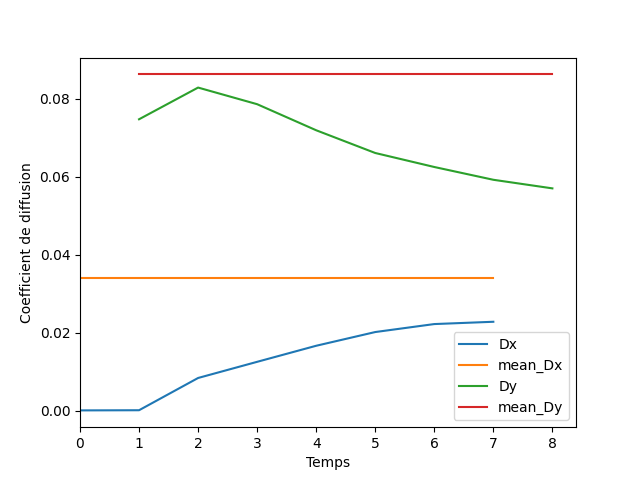 0.08
0.06
0.04
0.02
0.00
Coefficient de diffusion
0 1 2 3 4 5 6 7 8
Temps
Dx
mean_Dx
Dy
mean_Dy